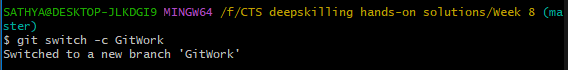 SATHYA@DESKTOP-JLKDGI9 MINGW64 /f/CTS deepskilling hands-on solutions/Week 8 (ma
ster)
$ git switch -c GitWork
Switched to a new branch 'GitWork'